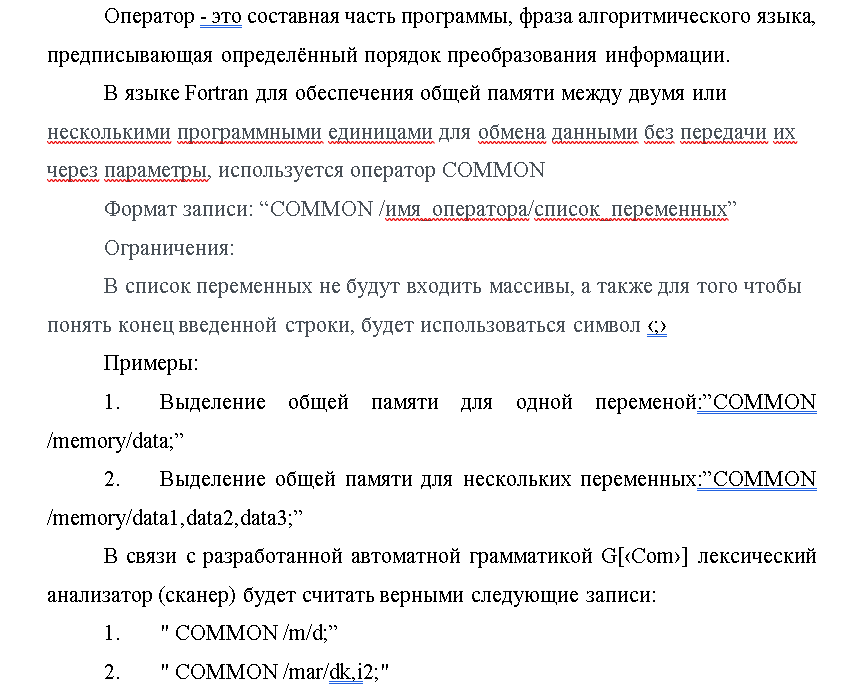 Оператор - это составная часть программы, фраза алгоритмического языка,
предписывающая определённый порядок преобразования информации.
В языке Fortran для обеспечения общей памяти между двумя или
несколькими программными единицами для обмена данными без передачи их
через параметры, используется оператор COMMON
Формат записи: “COMMON /имя_оператора/список_переменных”
Ограничения:
В список переменных не будут входить массивы, а также для того чтобы
понять конец введенной строки, будет использоваться символ ‹;›
Примеры:
1. Выделение общей памяти для одной переменой:”COMMON
/memory/data;”
2. Выделение общей памяти для нескольких переменных:”COMMON
/memory/data1,data2,data3;”
В связи с разработанной автоматной грамматикой G[‹Com›] лексический
анализатор (сканер) будет считать верными следующие записи:
1. " COMMON /m/d;”
2. " COMMON /mar/dk,i2;"